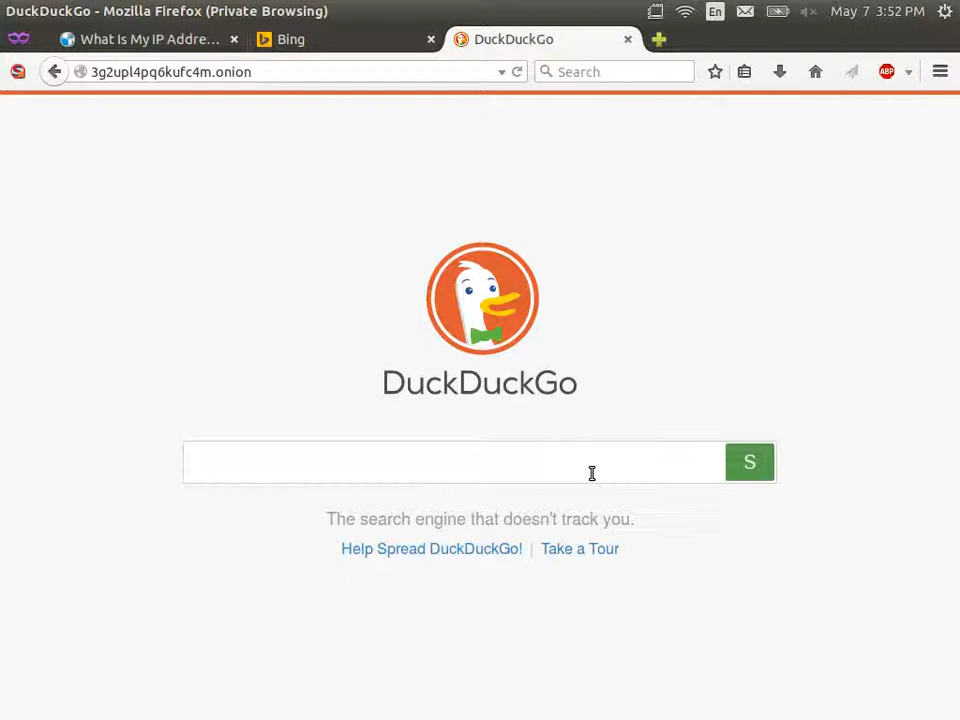 DuckDuckGo - Mozilla Firefox (Private Browsing)
En
May 7 3:52 PM
What Is My IP Addre...
Bing
DuckDuckGo
3g2upl4pq6kufc4m.onion
Search
ABP
DuckDuckGo
S
The search engine that doesn't track you.
Help Spread DuckDuckGo! | Take a Tour